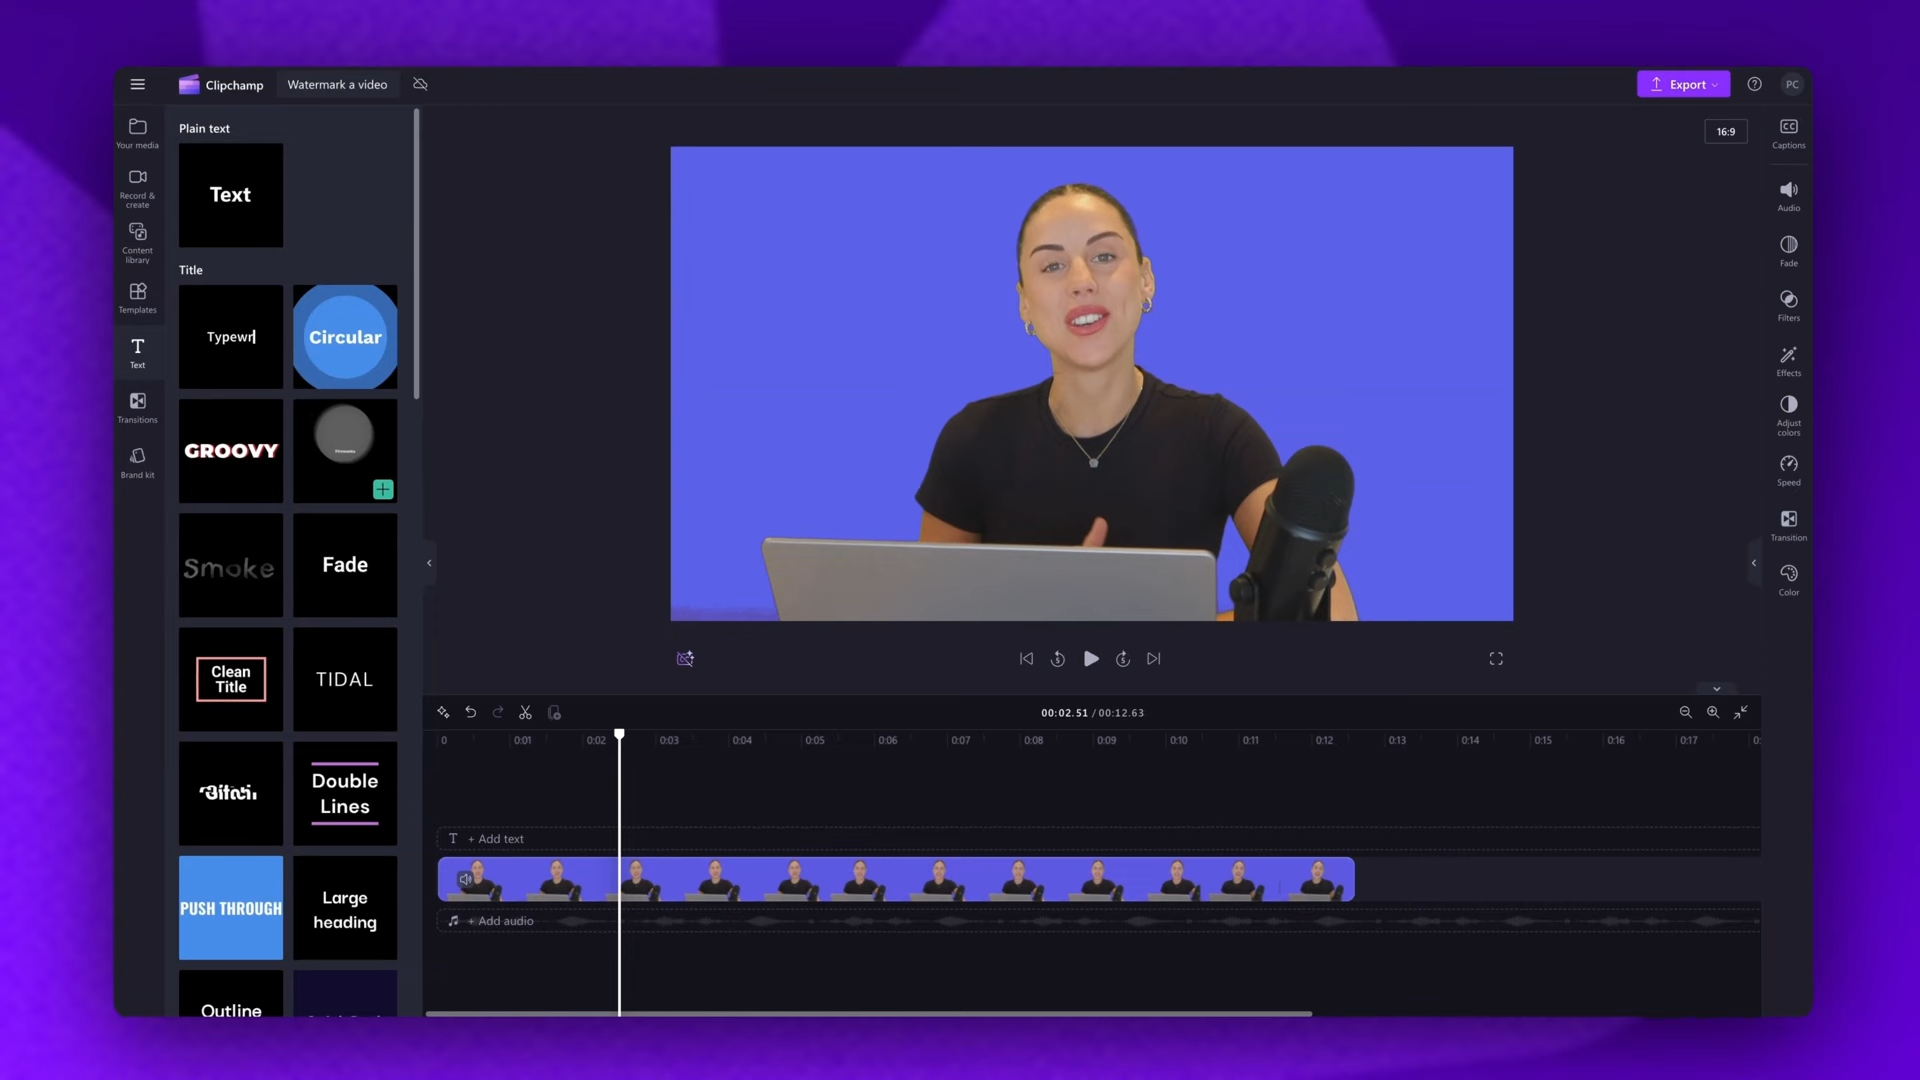 Clipchamp
Watermark a video
Export
PC
Your media
Record &
create
Content
library
Templates
Text
Transitions
Brand kit
Plain text
Text
Title
Typewr
Circular
GROOVY
Smoke
Fade
Clean
Title
TIDAL
Double
Lines
PUSH THROUGH
Large
heading
Outline
16:9
CC
Captions
Audio
Fade
Filters
Effects
Adjust
colors
Speed
Transition
Color
5
5
00:02.51 / 00:12.63
0
0:01
0:02
0:03
0:04
0:05
0:06
0:07
0:08
0:09
0:10
0:11
0:12
0:13
0:14
0:15
0:16
0:17
0:
T + Add text
+ Add audio